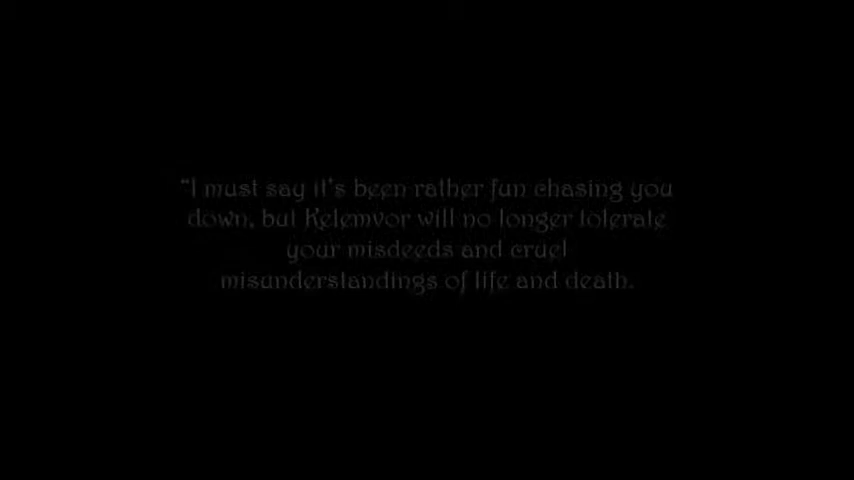 "I must say it's been rather fun chasing you
down, but Kelemvor will no longer tolerate
your misdeeds and cruel
misunderstandings of life and death.